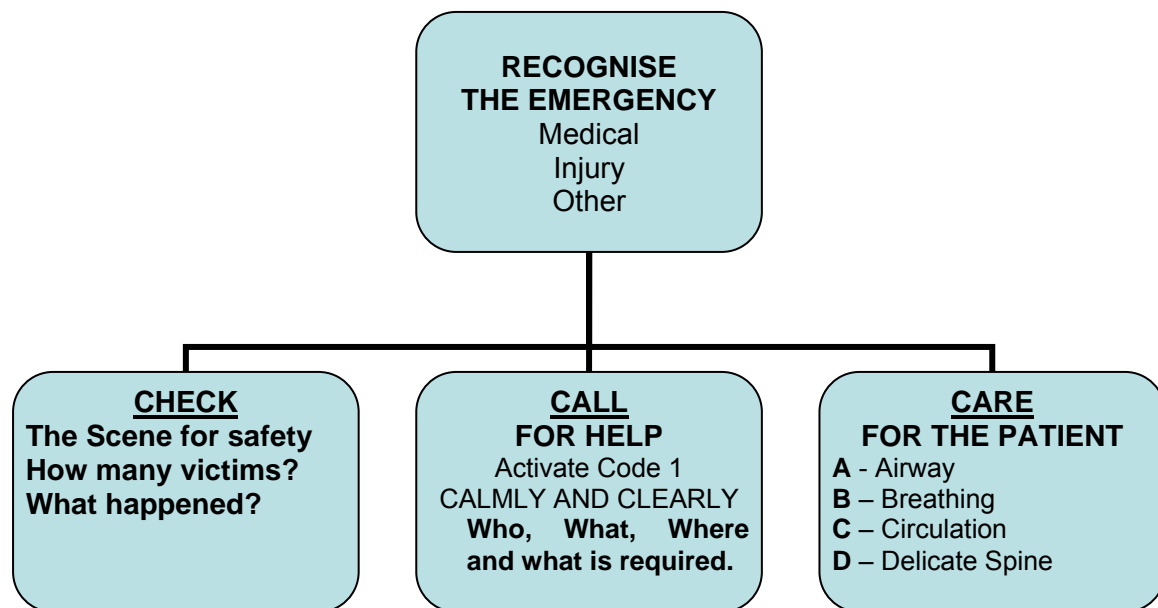 RECOGNISE
THE EMERGENCY
Medical
Injury
Other
CHECK
The Scene for safety
How many victims?
What happened?
CALL
FOR HELP
Activate Code 1
CALMLY AND CLEARLY
Who, What, Where
and what is required.
CARE
FOR THE PATIENT
A - Airway
B – Breathing
C – Circulation
D – Delicate Spine